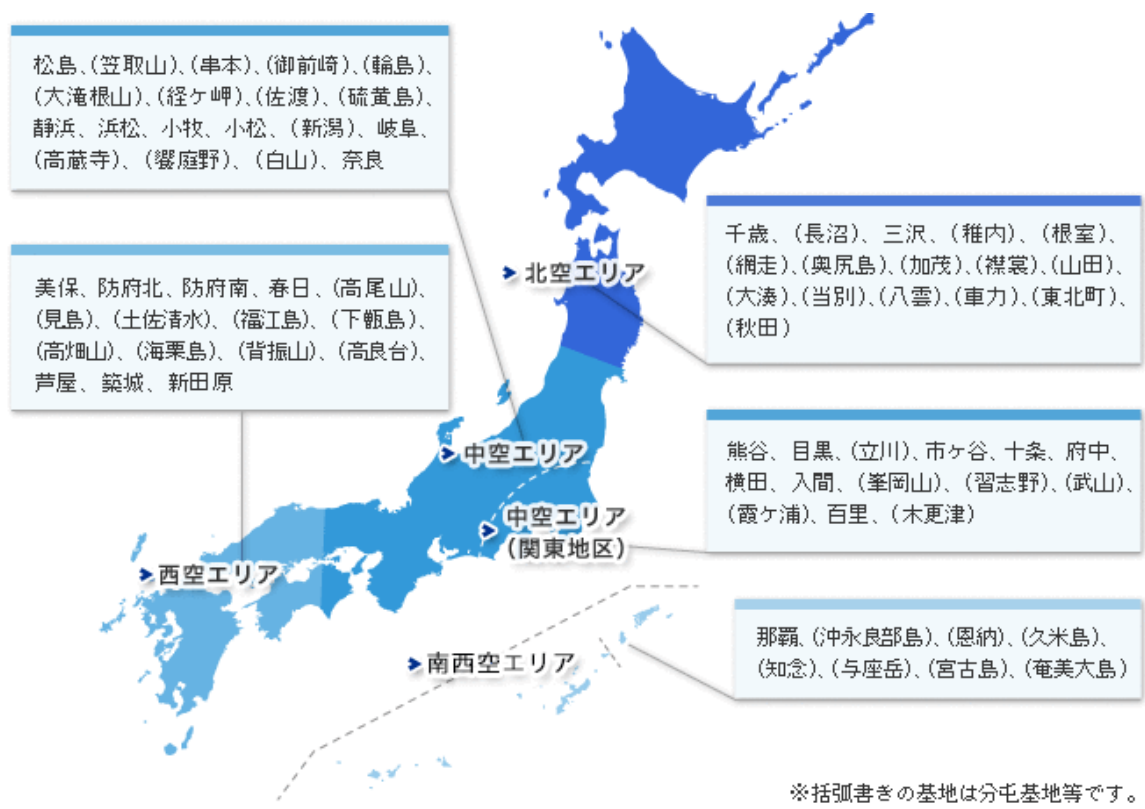 松島、(笠取山)、(串本)、(御前崎)、(輪島)、
(大滝根山)、(経ケ岬)、(佐渡)、(硫黄島)、
静浜、浜松、小牧、小松、(新潟)、岐阜、
(高蔵寺)、(饗庭野)、(白山)、奈良
美保、防府北、防府南、春日、(高尾山)、
(見島)、(土佐清水)、(福江島)、(下甑島)、
(高畑山)、(海栗島)、(背振山)、(高良台)、
芦屋、築城、新田原
千歳、(長沼)、三沢、(稚内)、(根室)、
(網走)、(奥尻島)、(加茂)、(襟裳)、(山田)、
(大湊)、(当別)、(八雲)、(車力)、(東北町)、
(秋田)
北空エリア
中空エリア
熊谷、目黒、(立川)、市ヶ谷、十条、府中、
横田、入間、(峯岡山)、(習志野)、(武山)、
(霞ケ浦)、百里、(木更津)
中空エリア
(関東地区)
西空エリア
南西空エリア
那覇、(沖永良部島)、(恩納)、(久米島)、
(知念)、(与座岳)、(宮古島)、(奄美大島)
※括弧書きの基地は分屯基地等です。